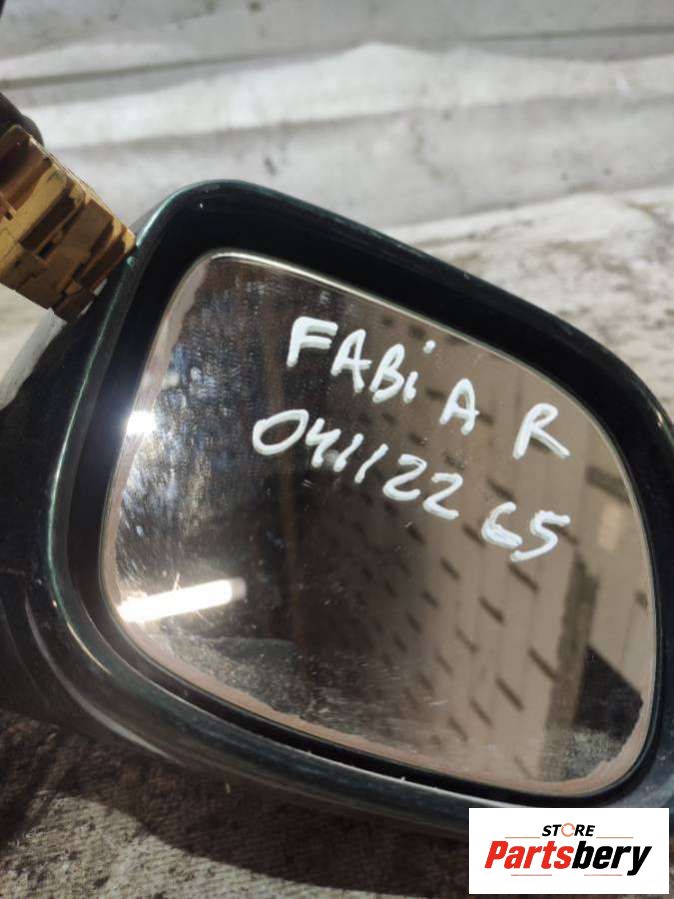 FABiA R
041122 65
STORE
Partsbery